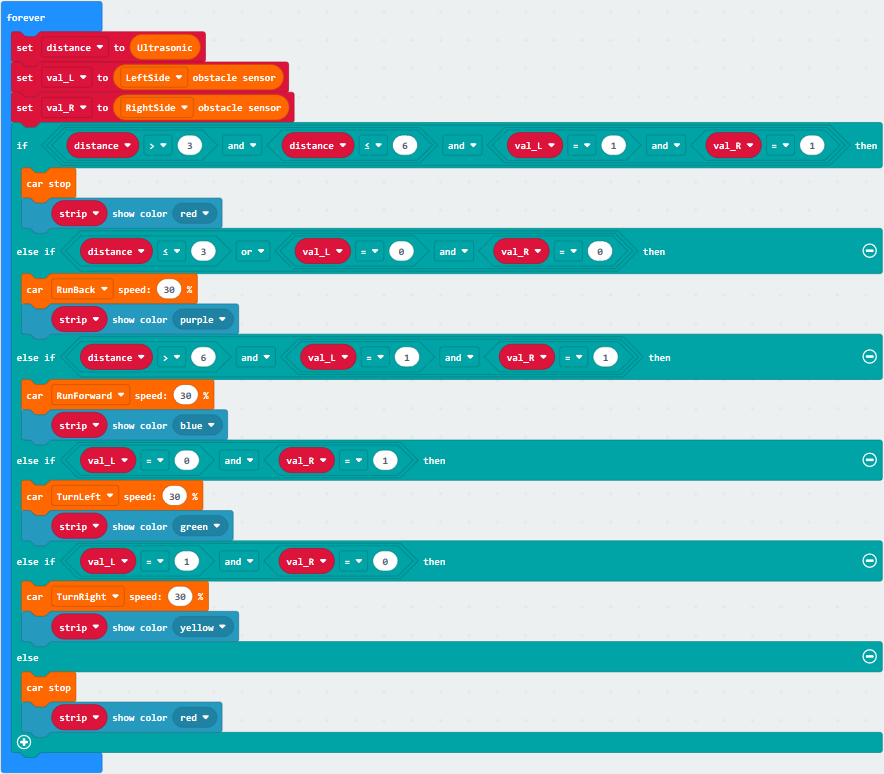 forever
set distance to Ultrasonic
set val_L to LeftSide obstacle sensor
set val_R to RightSide obstacle sensor
if distance > 3 and distance ≤ 6 and val_L = 1 and val_R = 1 then
car stop
strip show color red
else if distance ≤ 3 or val_L = 0 and val_R = 0 then
car RunBack speed: 30 %
strip show color purple
else if distance > 6 and val_L = 1 and val_R = 1 then
car RunForward speed: 30 %
strip show color blue
else if val_L = 0 and val_R = 1 then
car TurnLeft speed: 30 %
strip show color green
else if val_L = 1 and val_R = 0 then
car TurnRight speed: 30 %
strip show color yellow
else
car stop
strip show color red